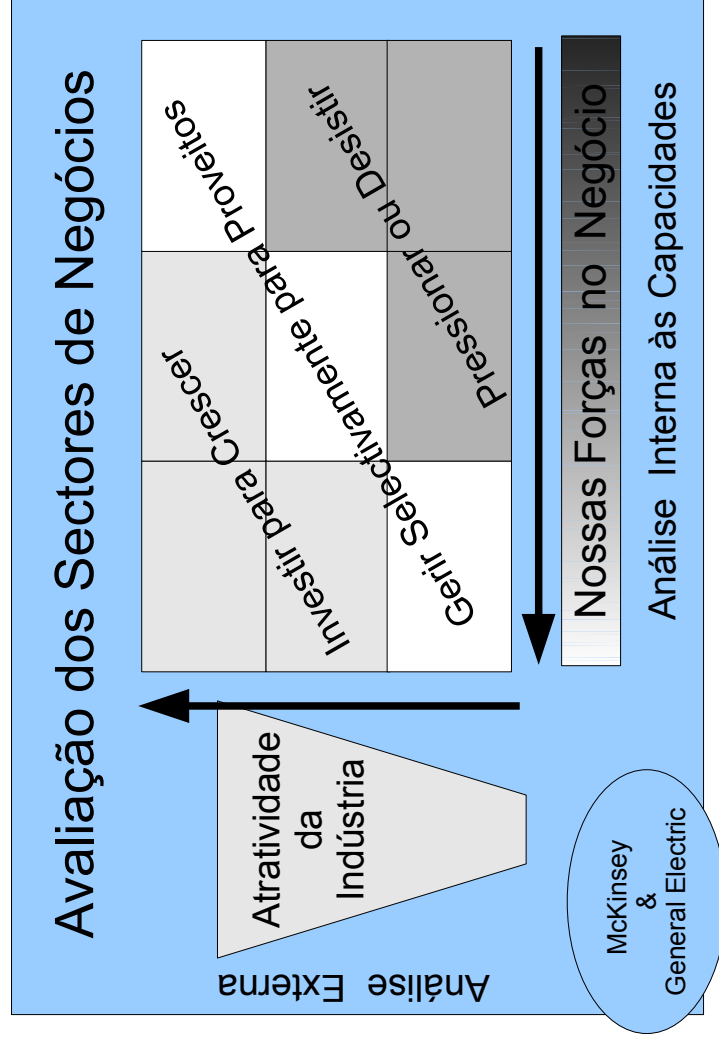 Avaliação dos Sectores de Negócios
Análise Externa
Atratividade
da
Indústria
Investir para Crescer
Gerir Selectivamente para Proveitos
Pressionar ou Desistir
Nossas Forças no Negócio
Análise Interna às Capacidades
McKinsey
&
General Electric